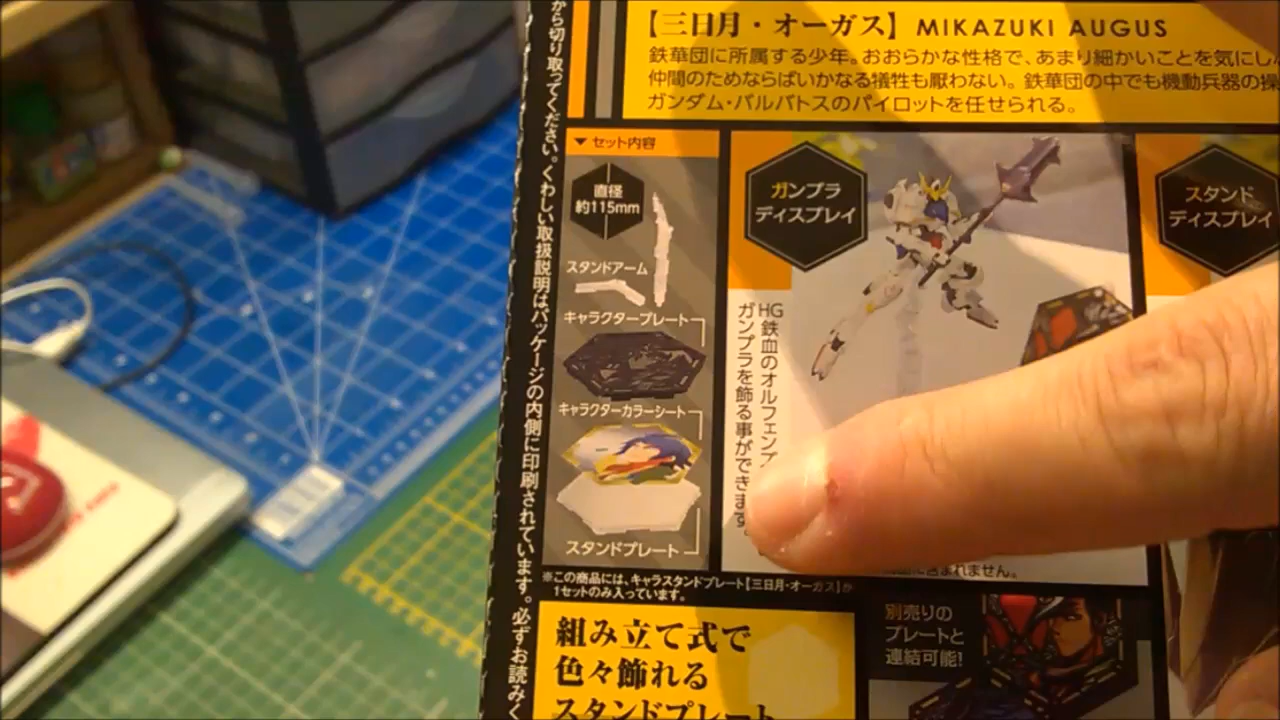 から切り取ってください。くわしい取扱説明はパッケージの内側に印刷されています。必ずお読みく
【三日月・オーガス】 MIKAZUKI AUGUS
鉄華団に所属する少年。おおらかな性格で、あまり細かいことを気にし
仲間のためならばいかなる犠牲も厭わない。鉄華団の中でも機動兵器の操
ガンダム・バルバトスのパイロットを任せられる。
▼セット内容
直径
約115mm
スタンドアーム
キャラクタープレート
キャラクターカラーシート
スタンドプレート
ガンプラ
ディスプレイ
HG鉄血のオルフェンズ
ガンプラを飾る事ができます。
スタンド
ディスプレイ
含まれません。
※この商品には、キャラスタンドプレート【三日月・オーガス】が
1セットのみ入っています。
組み立て式で
色々飾れる
スタンドプレート
別売りの
プレートと
連結可能!